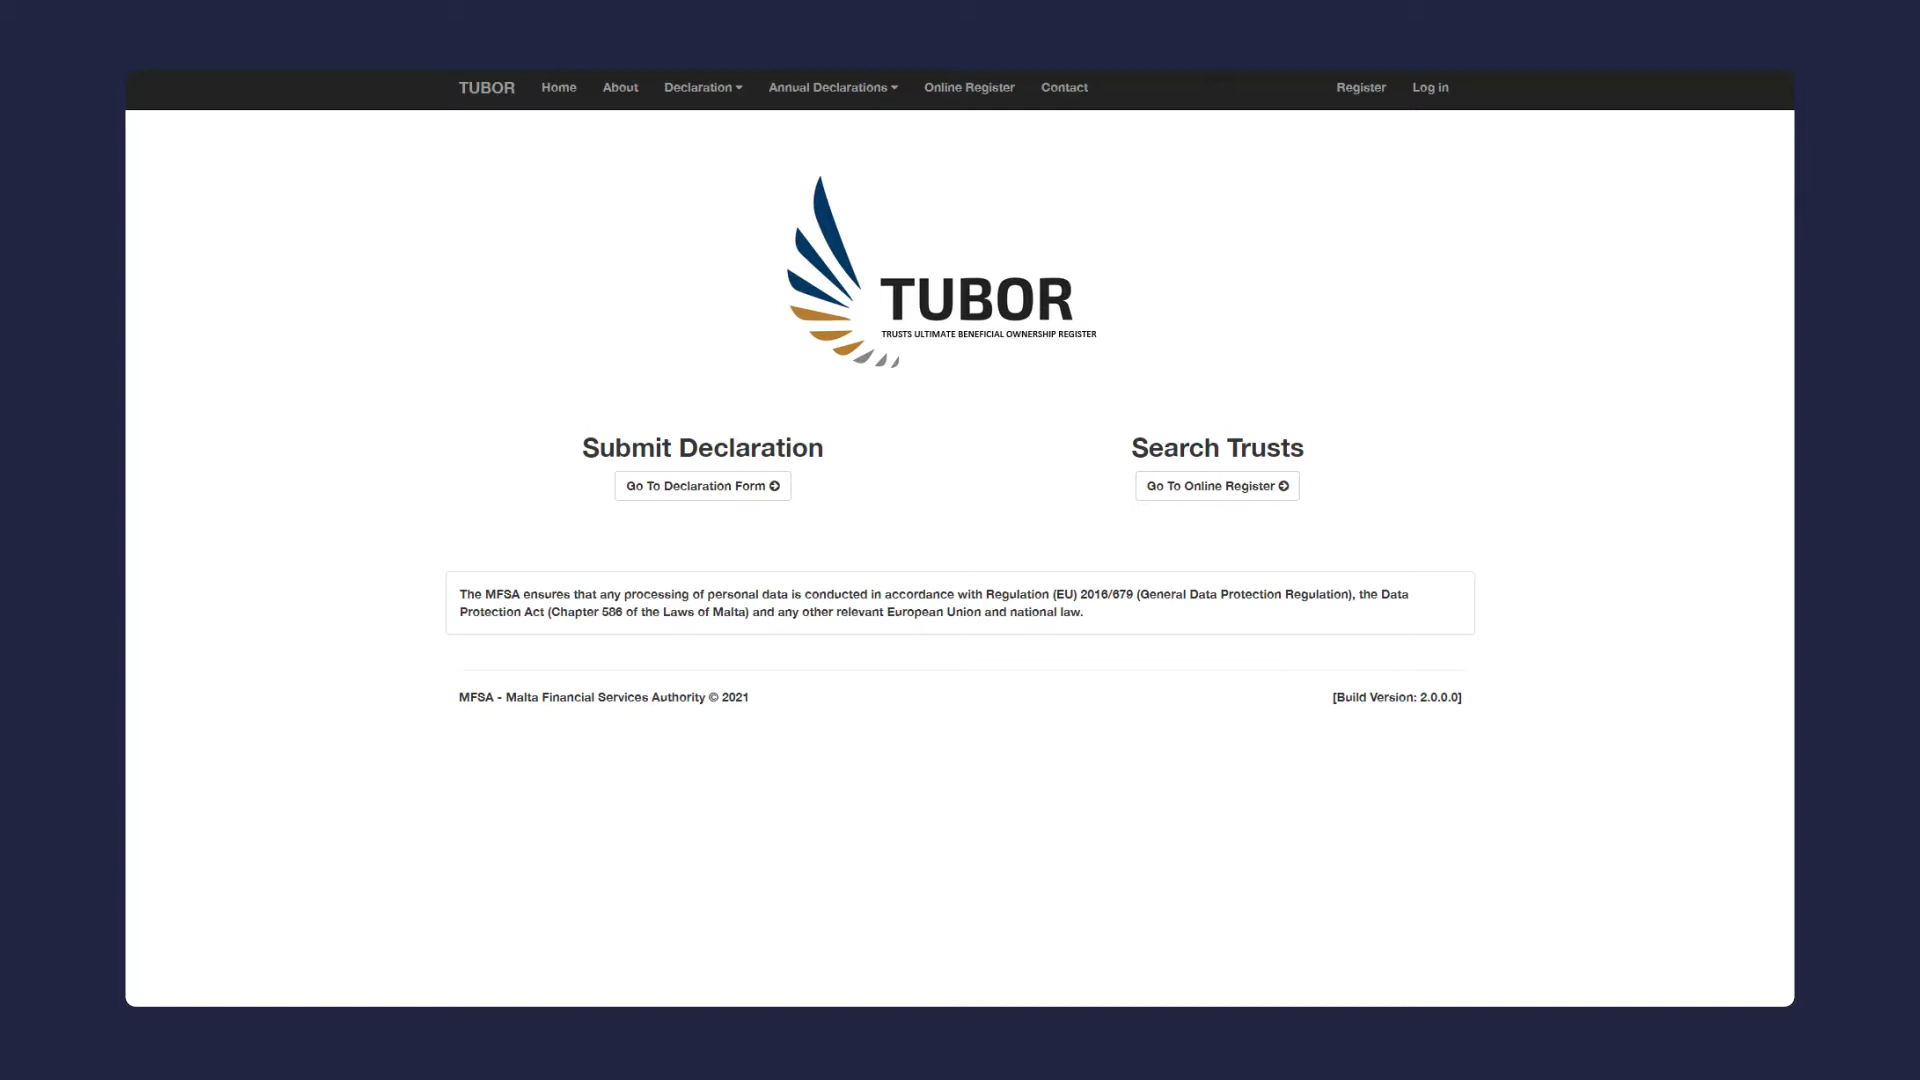 TUBOR Home About Declaration Annual Declarations Online Register Contact Register Log in
TUBOR
TRUSTS ULTIMATE BENEFICIAL OWNERSHIP REGISTER
Submit Declaration
Go To Declaration Form
Search Trusts
Go To Online Register
The MFSA ensures that any processing of personal data is conducted in accordance with Regulation (EU) 2016/679 (General Data Protection Regulation), the Data
Protection Act (Chapter 586 of the Laws of Malta) and any other relevant European Union and national law.
MFSA - Malta Financial Services Authority © 2021
[Build Version: 2.0.0.0]